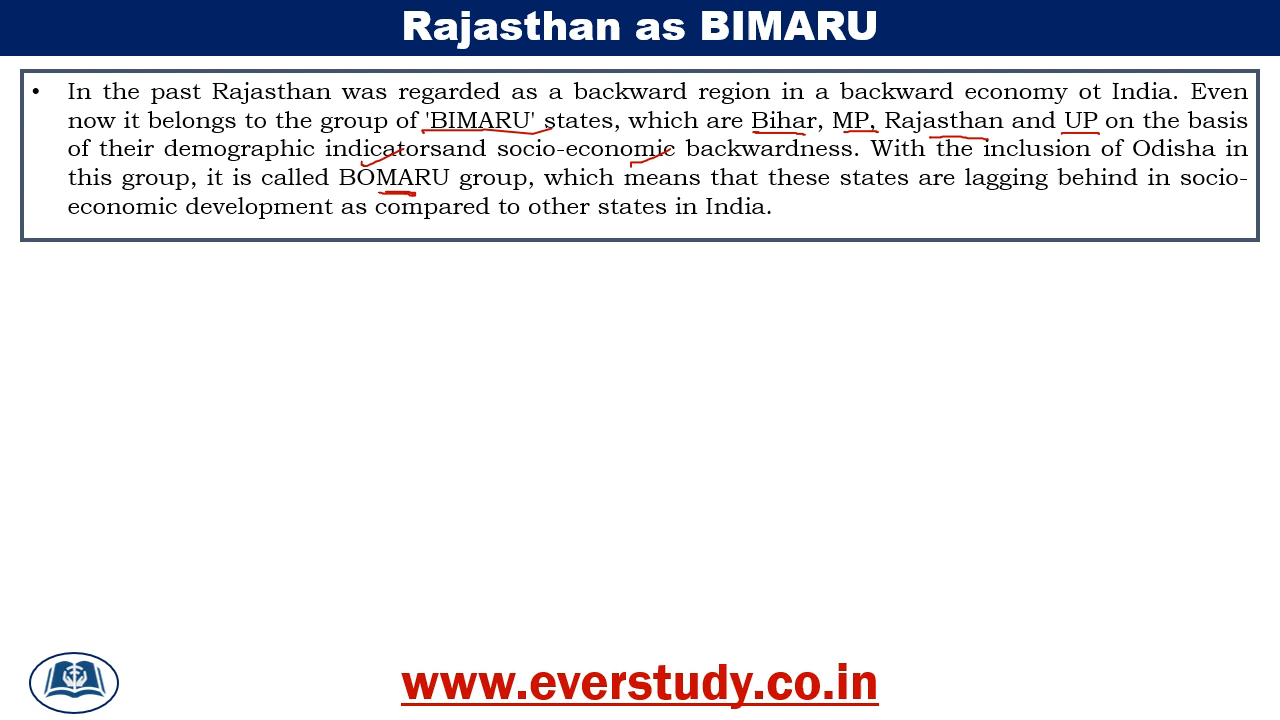 Rajasthan as BIMARU
• In the past Rajasthan was regarded as a backward region in a backward economy ot India. Even
now it belongs to the group of 'BIMARU' states, which are Bihar, MP, Rajasthan and UP on the basis
of their demographic indicatorsand socio-economic backwardness. With the inclusion of Odisha in
this group, it is called BOMARU group, which means that these states are lagging behind in socio-
economic development as compared to other states in India.
www.everstudy.co.in